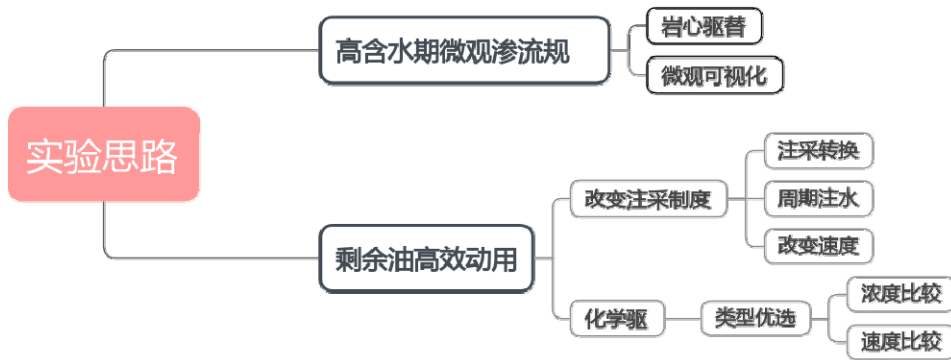 实验思路
高含水期微观渗流规
岩心驱替
微观可视化
剩余油高效动用
改变注采制度
注采转换
周期注水
改变速度
化学驱
类型优选
浓度比较
速度比较